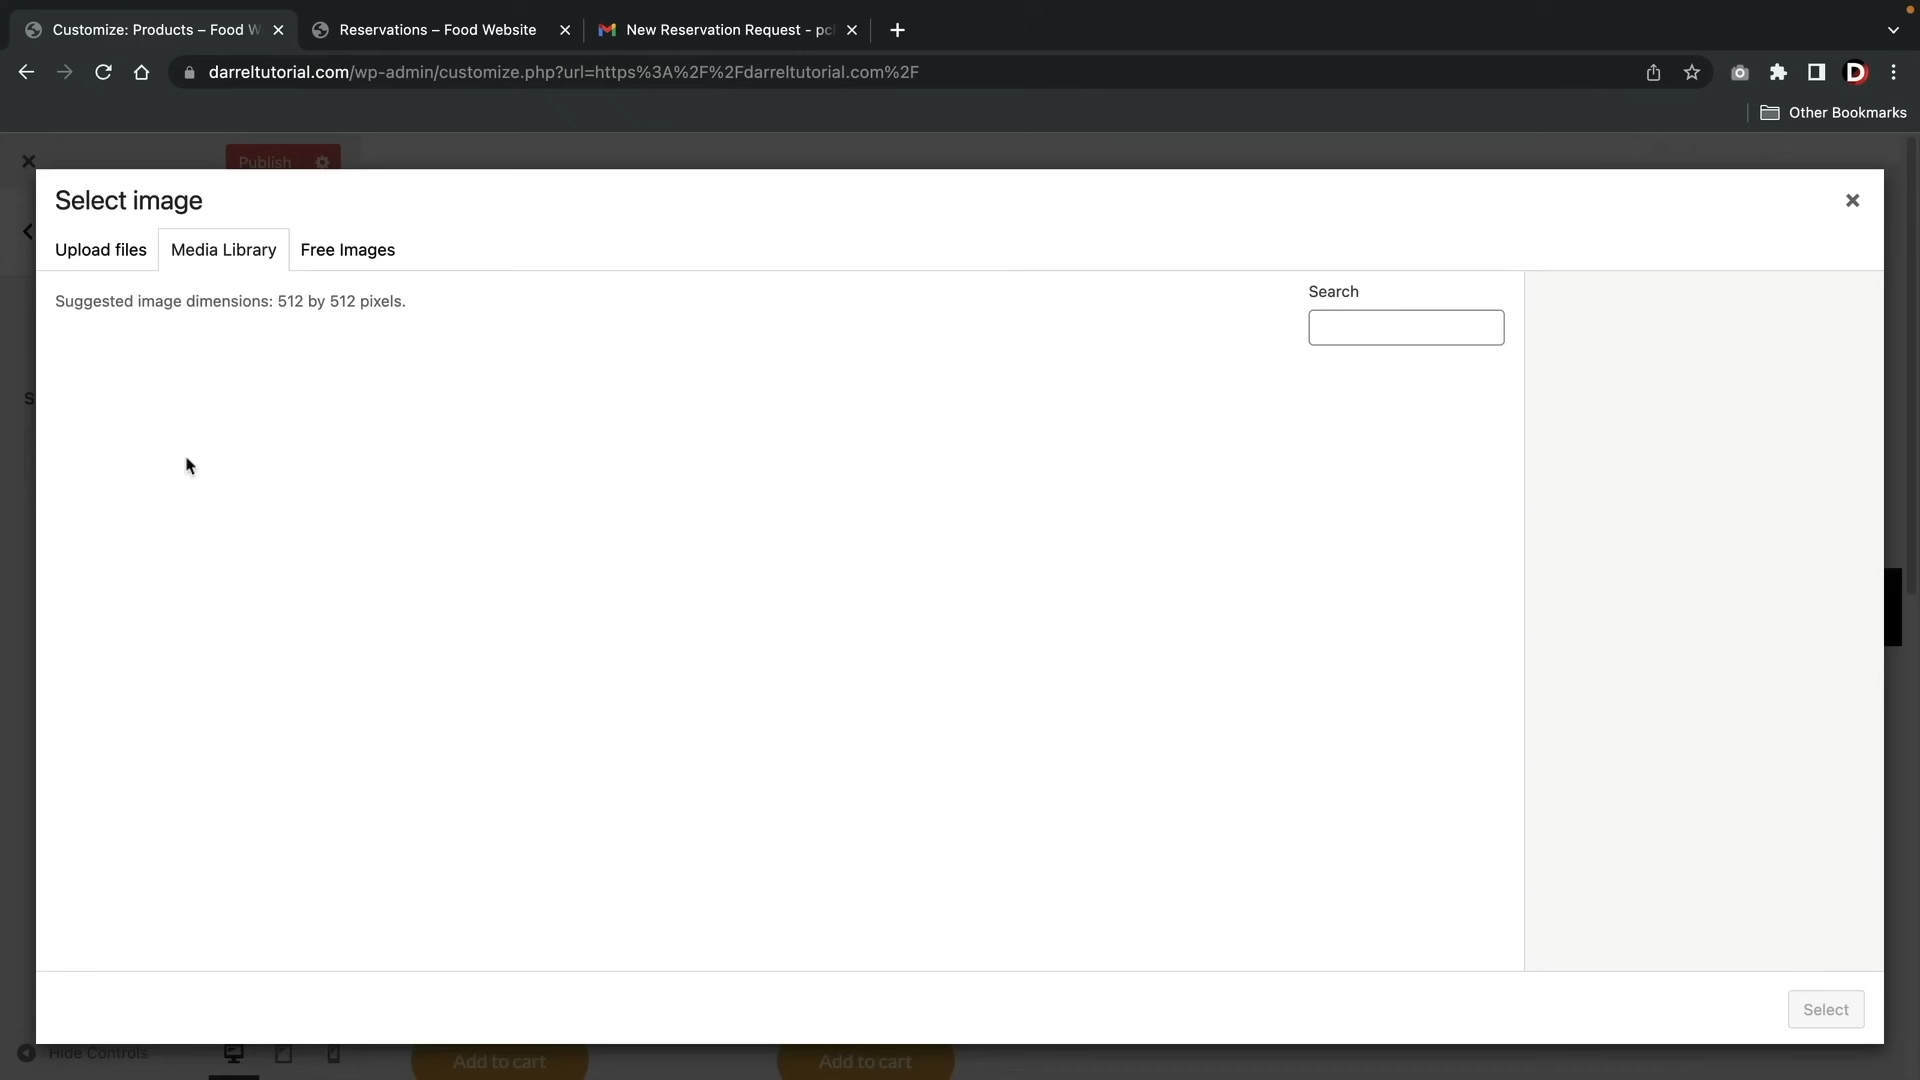 Customize: Products – Food W
Reservations – Food Website
New Reservation Request - pc
darreltutorial.com/wp-admin/customize.php?url=https%3A%2F%2Fdarreltutorial.com%2F
D
Other Bookmarks
Publish
Select image
Upload files
Media Library
Free Images
Suggested image dimensions: 512 by 512 pixels.
Search
S
Select
Hide Controls
Add to cart
Add to cart